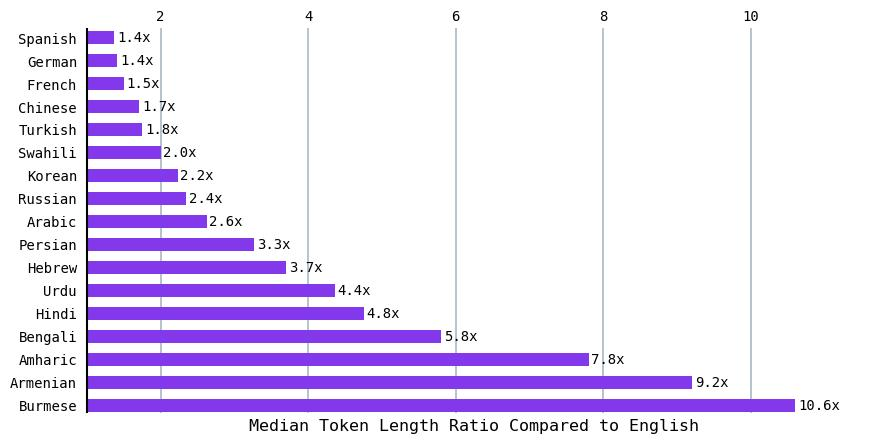 2 4 6 8 10
Spanish 1.4x
German 1.4x
French 1.5x
Chinese 1.7x
Turkish 1.8x
Swahili 2.0x
Korean 2.2x
Russian 2.4x
Arabic 2.6x
Persian 3.3x
Hebrew 3.7x
Urdu 4.4x
Hindi 4.8x
Bengali 5.8x
Amharic 7.8x
Armenian 9.2x
Burmese 10.6x
Median Token Length Ratio Compared to English